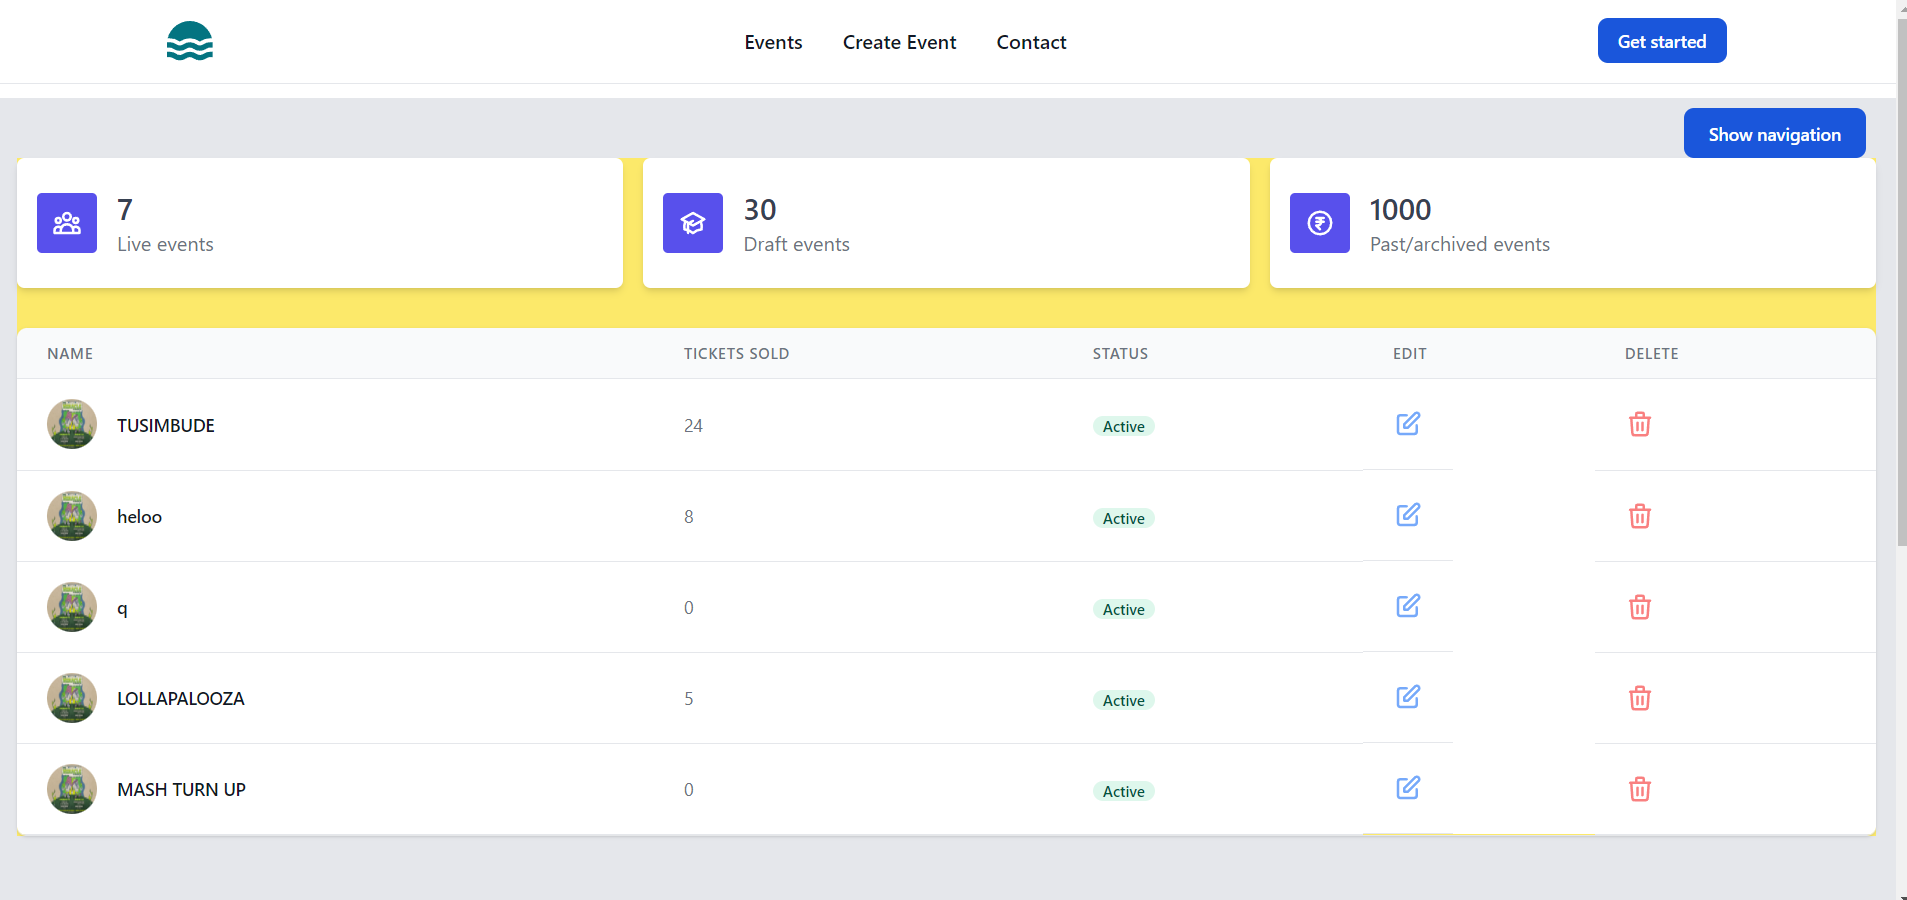 Events Create Event Contact Get started
Show navigation
7
Live events
30
Draft events
1000
Past/archived events
NAME TICKETS SOLD STATUS EDIT DELETE
TUSIMBUDE 24 Active
heloo 8 Active
q 0 Active
LOLLAPALOOZA 5 Active
MASH TURN UP 0 Active